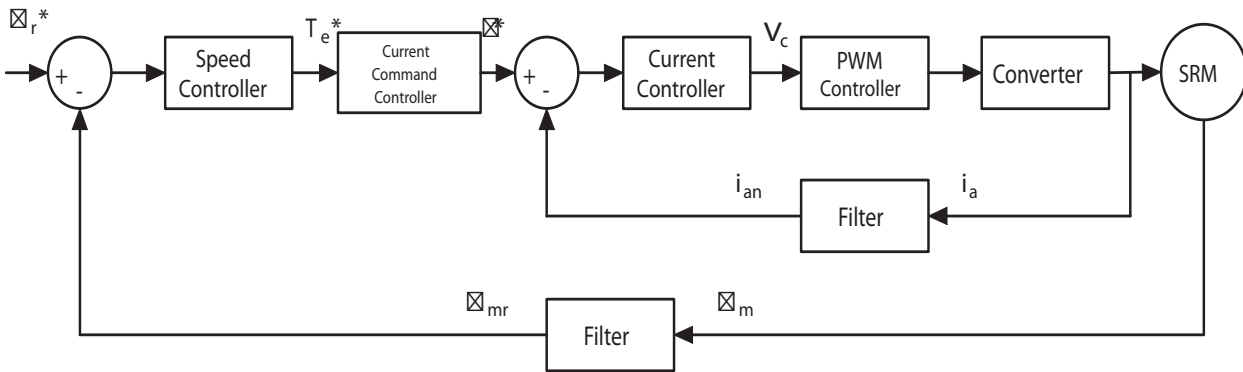 r*
+
-
Speed
Controller
Te*
Current
Command
Controller
*
+
-
Current
Controller
Vc
PWM
Controller
Converter
SRM
ian
Filter
ia
mr
Filter
m